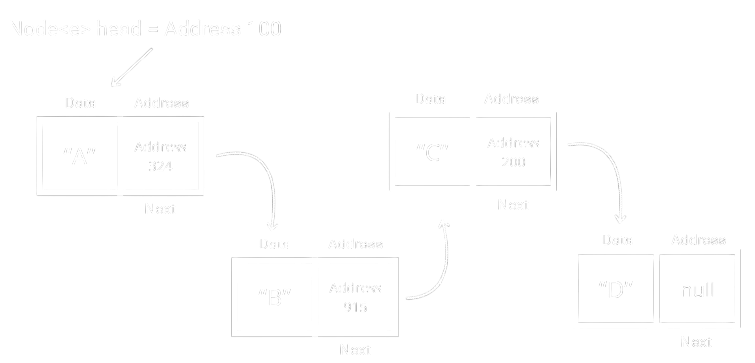 Node<e> head = Address 100
Data Address
"A"
Address
324
Next
Data Address
"B"
Address
915
Next
Data Address
"C"
Address
200
Next
Data Address
"D"
null
Next